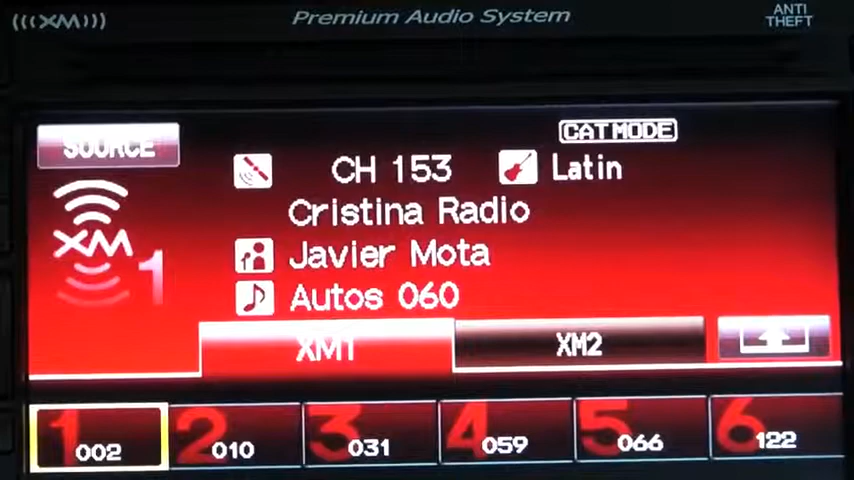 (((XM)))
Premium Audio System
ANTI
THEFT
SOURCE
CAT MODE
CH 153
Latin
Cristina Radio
XM
1
Javier Mota
Autos 060
XM1
XM2
1 002
2 010
3 031
4 059
5 066
6 122